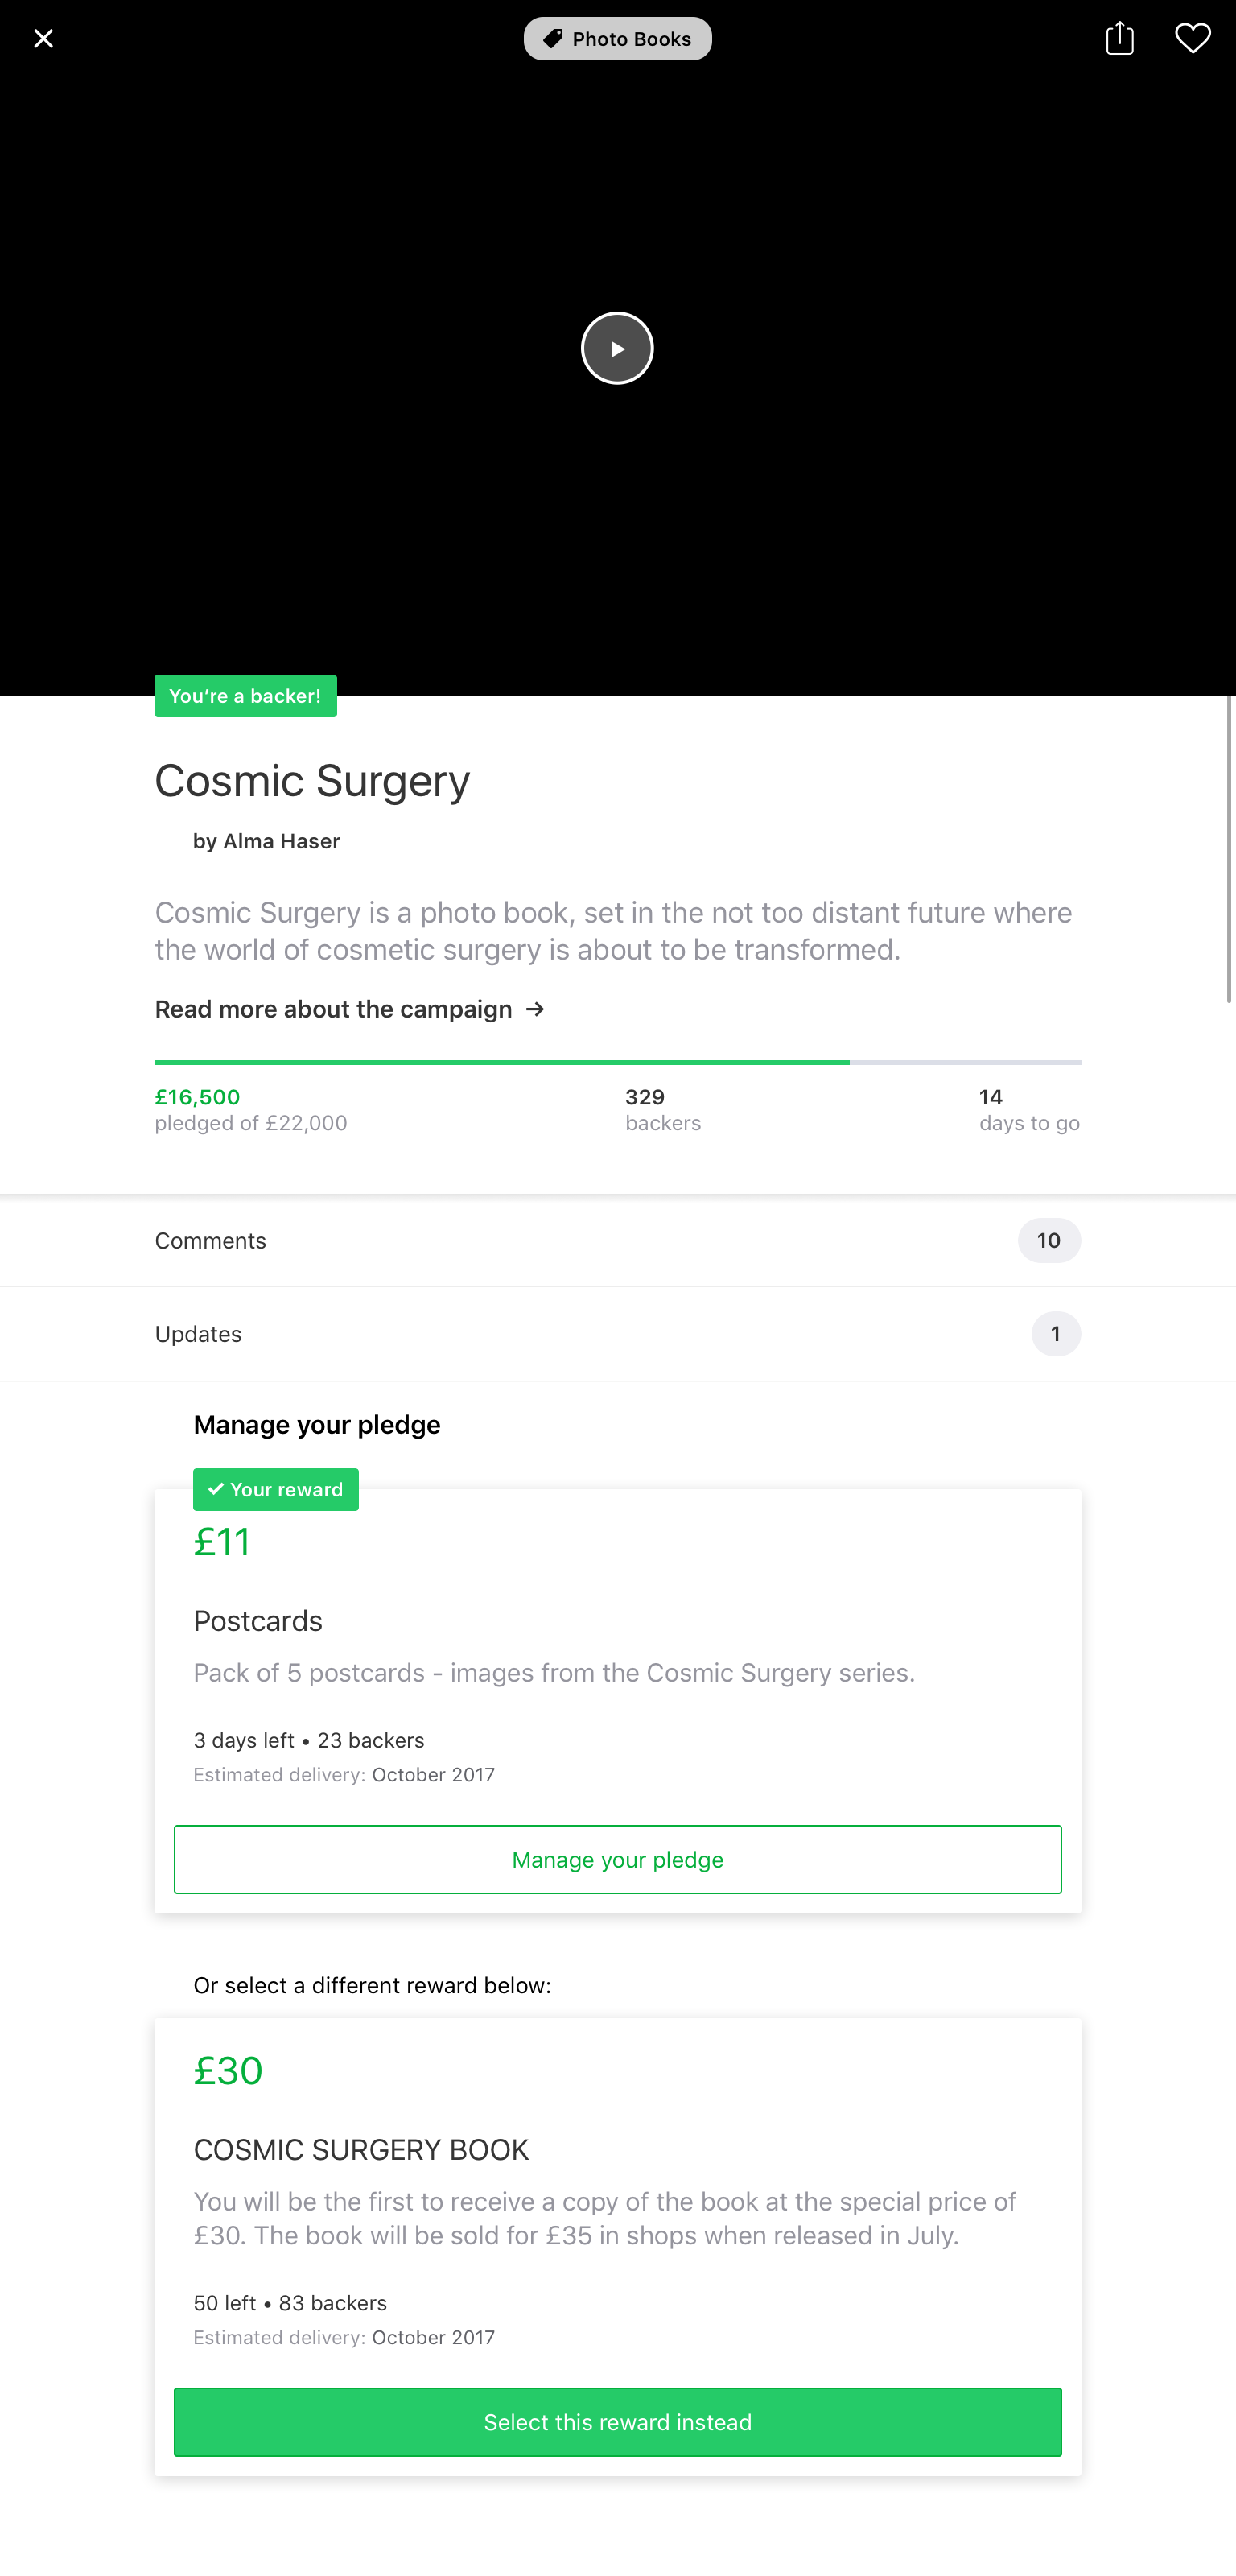 Photo Books
You’re a backer!
Cosmic Surgery
by Alma Haser
Cosmic Surgery is a photo book, set in the not too distant future where
the world of cosmetic surgery is about to be transformed.
Read more about the campaign →
£16,500
pledged of £22,000
329
backers
14
days to go
Comments
10
Updates
1
Manage your pledge
✓ Your reward
£11
Postcards
Pack of 5 postcards - images from the Cosmic Surgery series.
3 days left • 23 backers
Estimated delivery: October 2017
Manage your pledge
Or select a different reward below:
£30
COSMIC SURGERY BOOK
You will be the first to receive a copy of the book at the special price of
£30. The book will be sold for £35 in shops when released in July.
50 left • 83 backers
Estimated delivery: October 2017
Select this reward instead